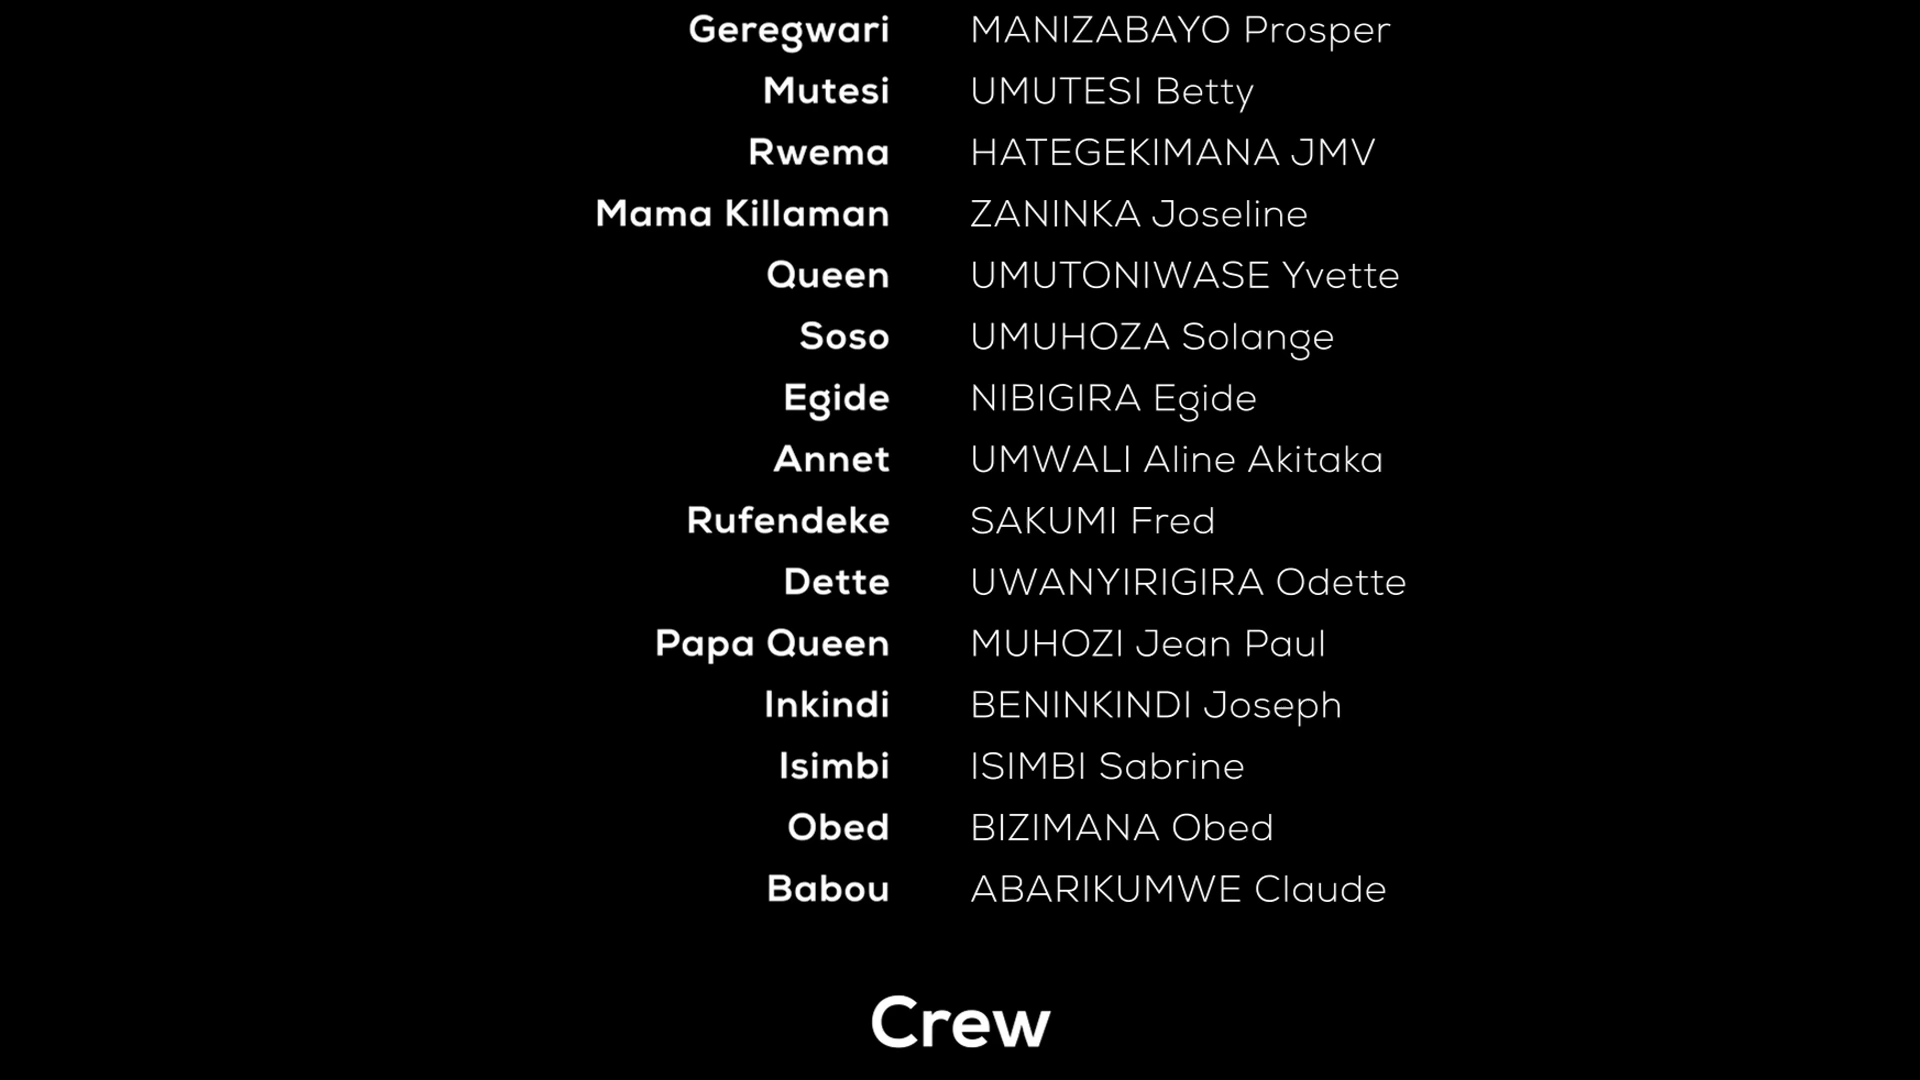 Geregwari MANIZABAYO Prosper
Mutesi UMUTESI Betty
Rwema HATEGEKIMANA JMV
Mama Killaman ZANINKA Joseline
Queen UMUTONIWASE Yvette
Soso UMUHOZA Solange
Egide NIBIGIRA Egide
Annet UMWALI Aline Akitaka
Rufendeke SAKUMI Fred
Dette UWANYIRIGIRA Odette
Papa Queen MUHOZI Jean Paul
Inkindi BENINKINDI Joseph
Isimbi ISIMBI Sabrine
Obed BIZIMANA Obed
Babou ABARIKUMWE Claude
Crew